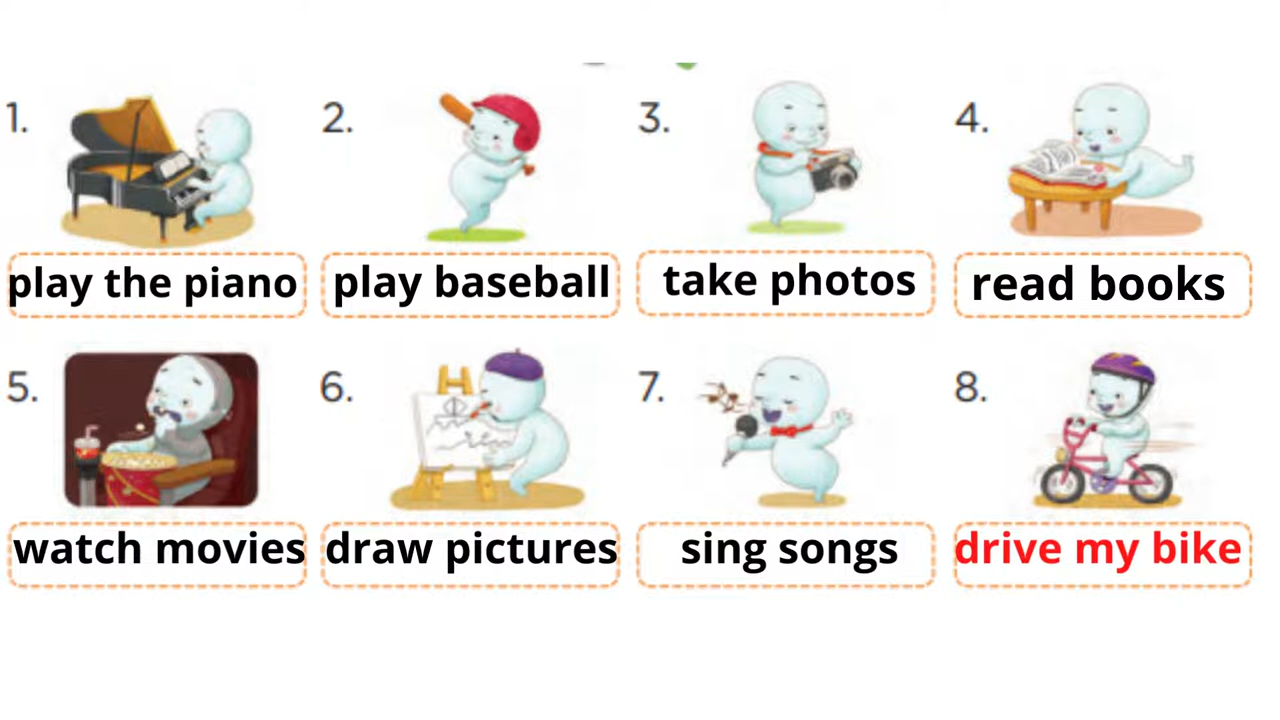 1.
2.
3.
4.
play the piano
play baseball
take photos
read books
5.
6.
7.
8.
watch movies
draw pictures
sing songs
drive my bike